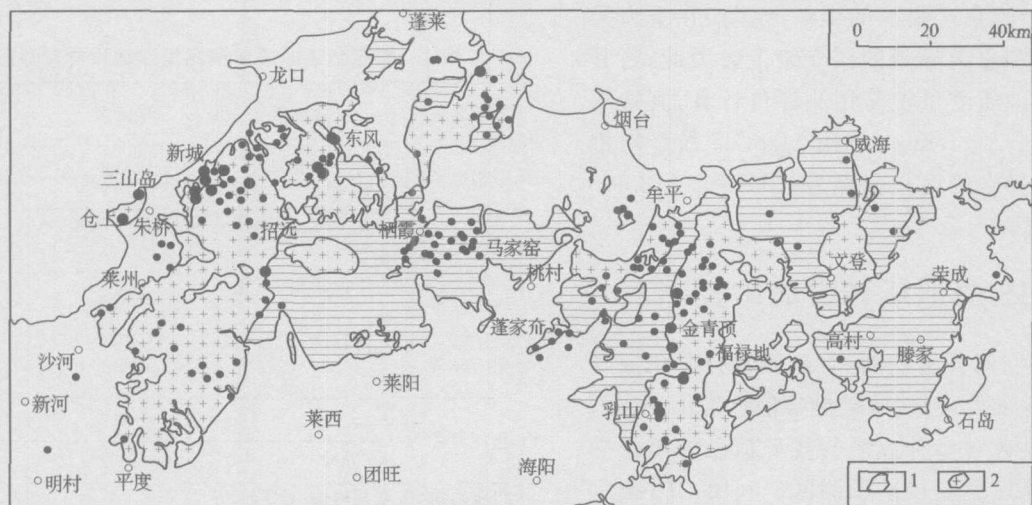 蓬莱
0 20 40km
龙口
烟台
东风
新城
威海
三山岛
牟平
仓上
朱桥
招远
栖霞
马家窑
文登
桃村
莱州
荣成
蓬家夼
金青顶
高村
滕家
沙河
福禄地
莱阳
新河
乳山
石岛
莱西
平度
团旺
海阳
明村
1 2